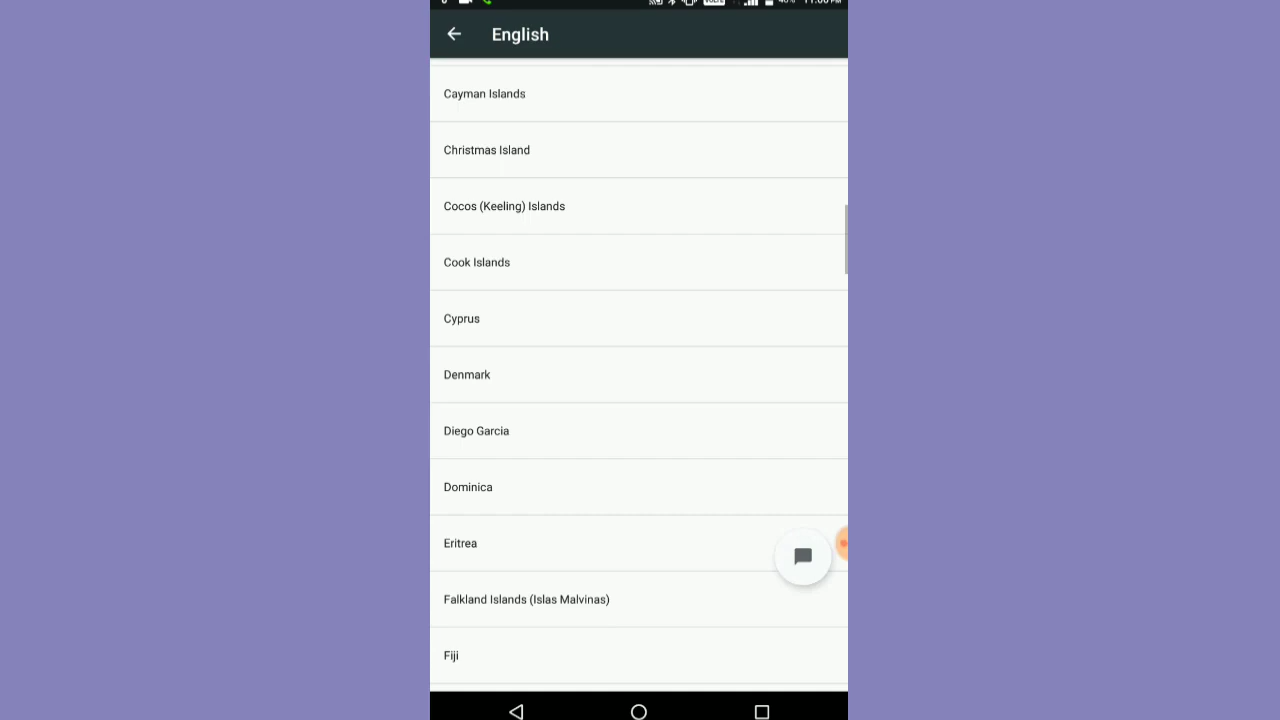 English
Cayman Islands
Christmas Island
Cocos (Keeling) Islands
Cook Islands
Cyprus
Denmark
Diego Garcia
Dominica
Eritrea
Falkland Islands (Islas Malvinas)
Fiji